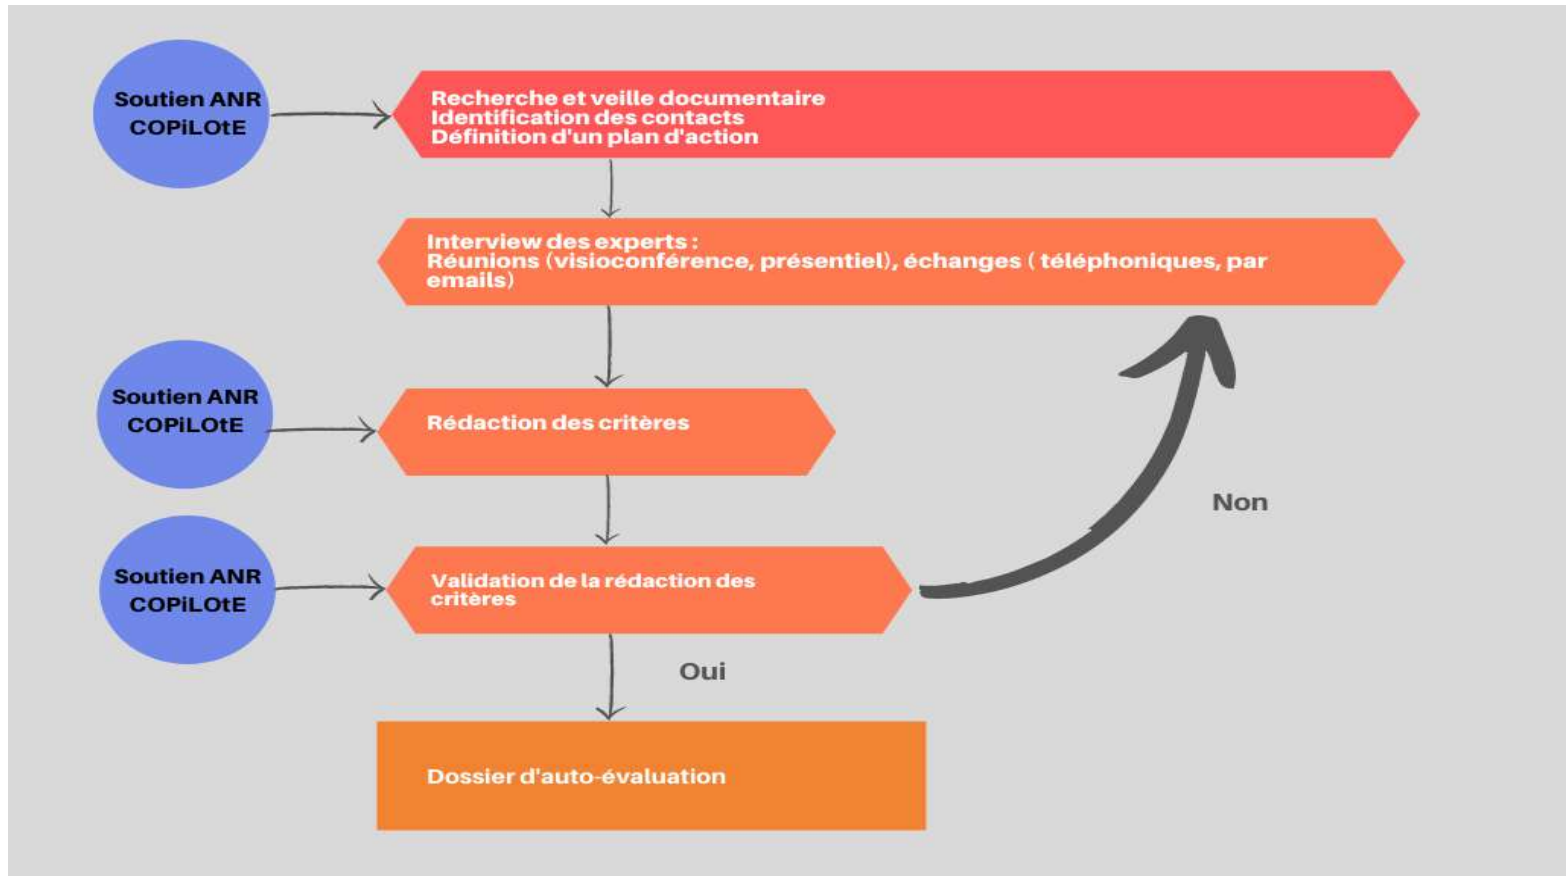 Soutien ANR
COPiLOtE
Recherche et veille documentaire
Identification des contacts
Définition d'un plan d'action
Interview des experts :
Réunions (visioconférence, présentiel), échanges ( téléphoniques, par
emails)
Soutien ANR
COPiLOtE
Rédaction des critères
Non
Soutien ANR
COPiLOtE
Validation de la rédaction des
critères
Oui
Dossier d'auto-évaluation